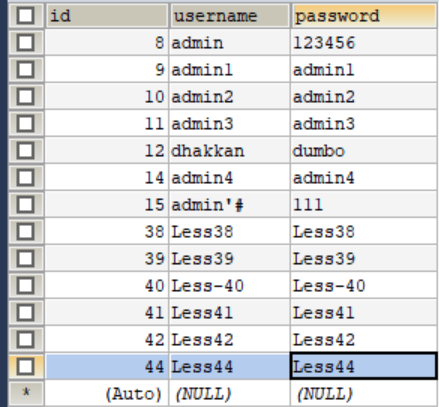 id username password
8 admin 123456
9 admin1 admin1
10 admin2 admin2
11 admin3 admin3
12 dhakkan dumbo
14 admin4 admin4
15 admin'# 111
38 Less38 Less38
39 Less39 Less39
40 Less-40 Less-40
41 Less41 Less41
42 Less42 Less42
44 Less44 Less44
* (Auto) (NULL) (NULL)